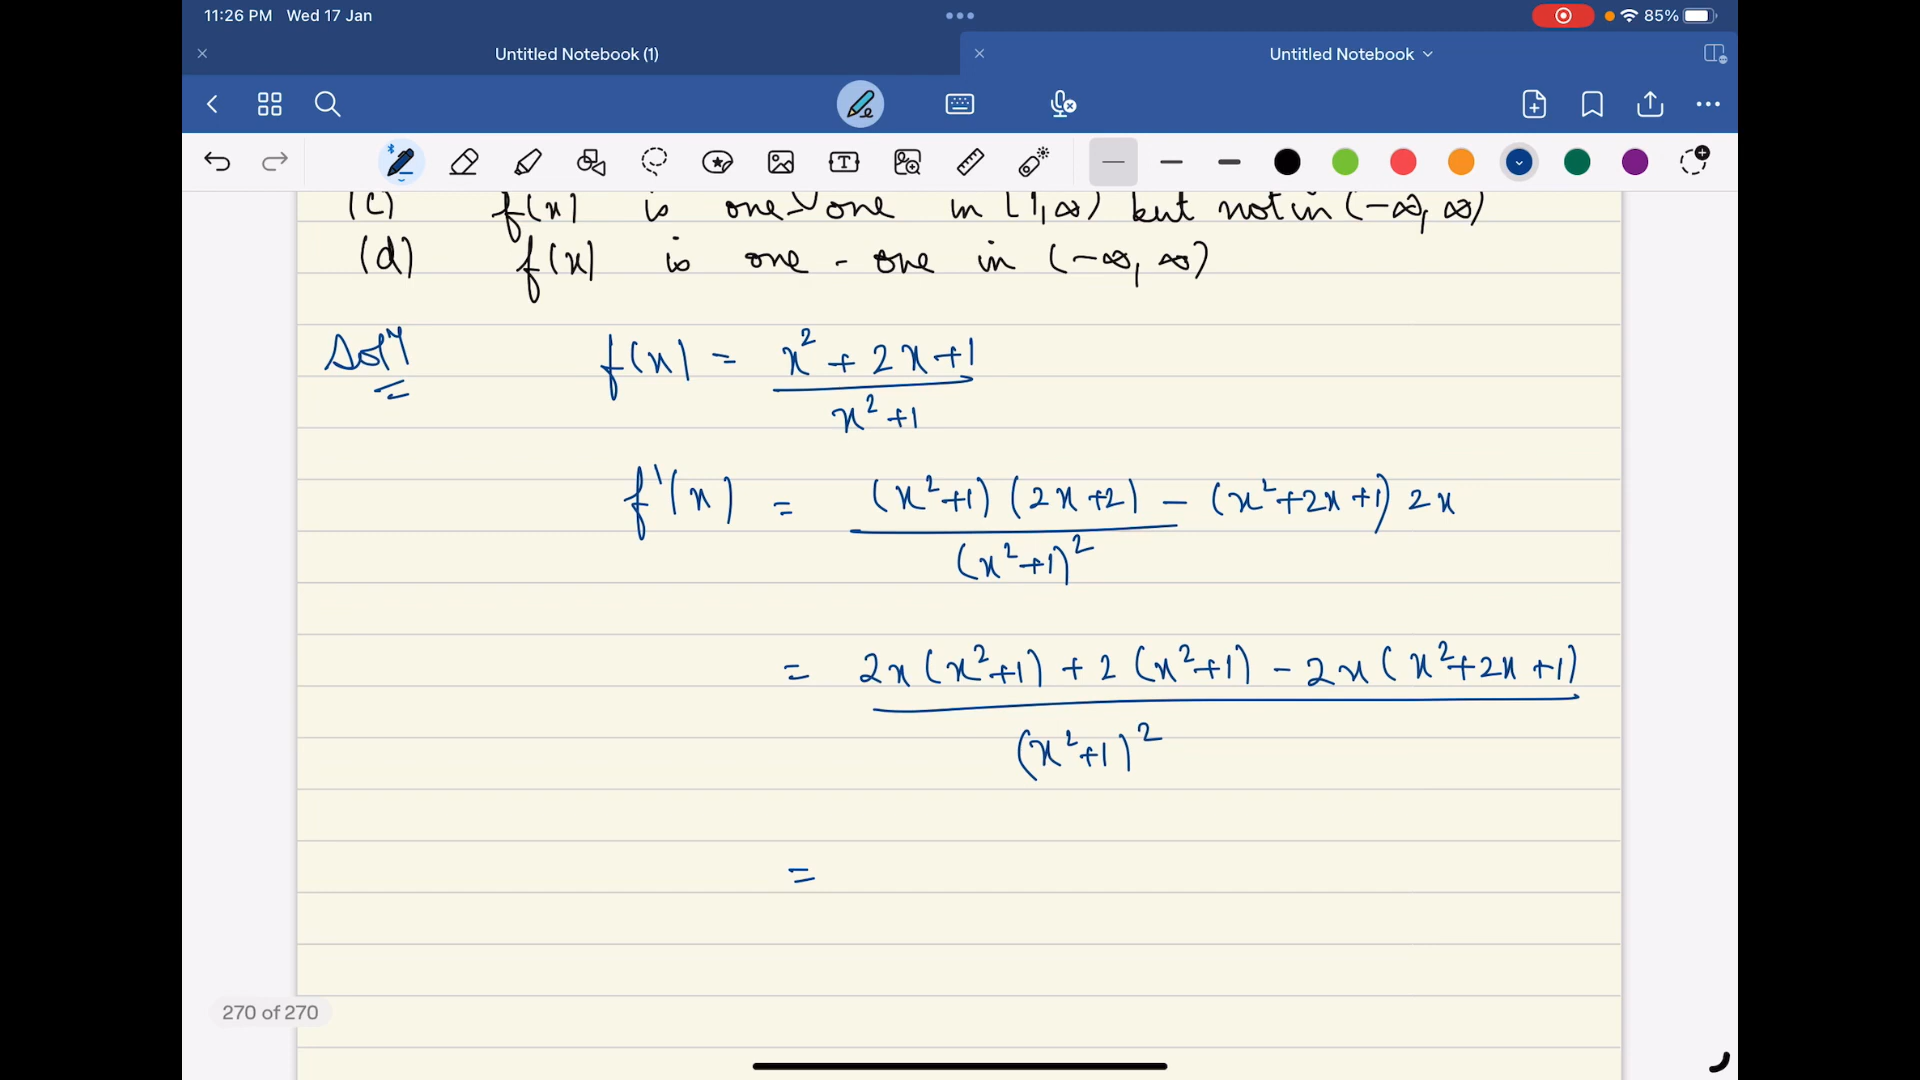 11:26 PM Wed 17 Jan
85%
Untitled Notebook (1)
Untitled Notebook
(c) f(x) is one-one in [1, ∞) but not in (-∞, ∞)
(d) f(x) is one - one in (-∞, ∞)
Solⁿ f(x) = x² + 2x+1
x² +1
f'(x) = (x²+1) (2x+2) - (x²+2x+1) 2x
(x²+1)²
= 2x(x²+1) + 2 (x²+1) - 2x( x²+2x +1)
(x²+1)²
=
270 of 270